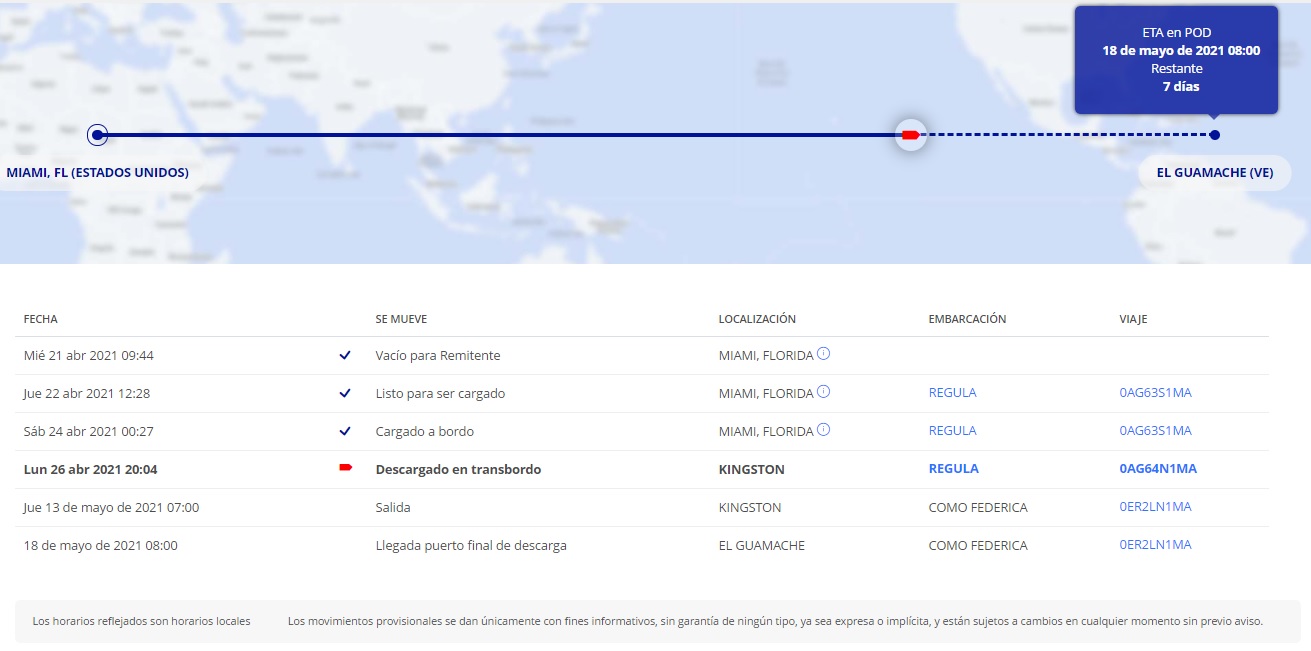 ETA en POD
18 de mayo de 2021 08:00
Restante
7 días
MIAMI, FL (ESTADOS UNIDOS)
EL GUAMACHE (VE)
FECHA SE MUEVE LOCALIZACIÓN EMBARCACIÓN VIAJE
Mié 21 abr 2021 09:44 Vacío para Remitente MIAMI, FLORIDA
Jue 22 abr 2021 12:28 Listo para ser cargado MIAMI, FLORIDA REGULA 0AG63S1MA
Sáb 24 abr 2021 00:27 Cargado a bordo MIAMI, FLORIDA REGULA 0AG63S1MA
Lun 26 abr 2021 20:04 Descargado en transbordo KINGSTON REGULA 0AG64N1MA
Jue 13 de mayo de 2021 07:00 Salida KINGSTON COMO FEDERICA 0ER2LN1MA
18 de mayo de 2021 08:00 Llegada puerto final de descarga EL GUAMACHE COMO FEDERICA 0ER2LN1MA
Los horarios reflejados son horarios locales Los movimientos provisionales se dan únicamente con fines informativos, sin garantía de ningún tipo, ya sea expresa o implícita, y están sujetos a cambios en cualquier momento sin previo aviso.